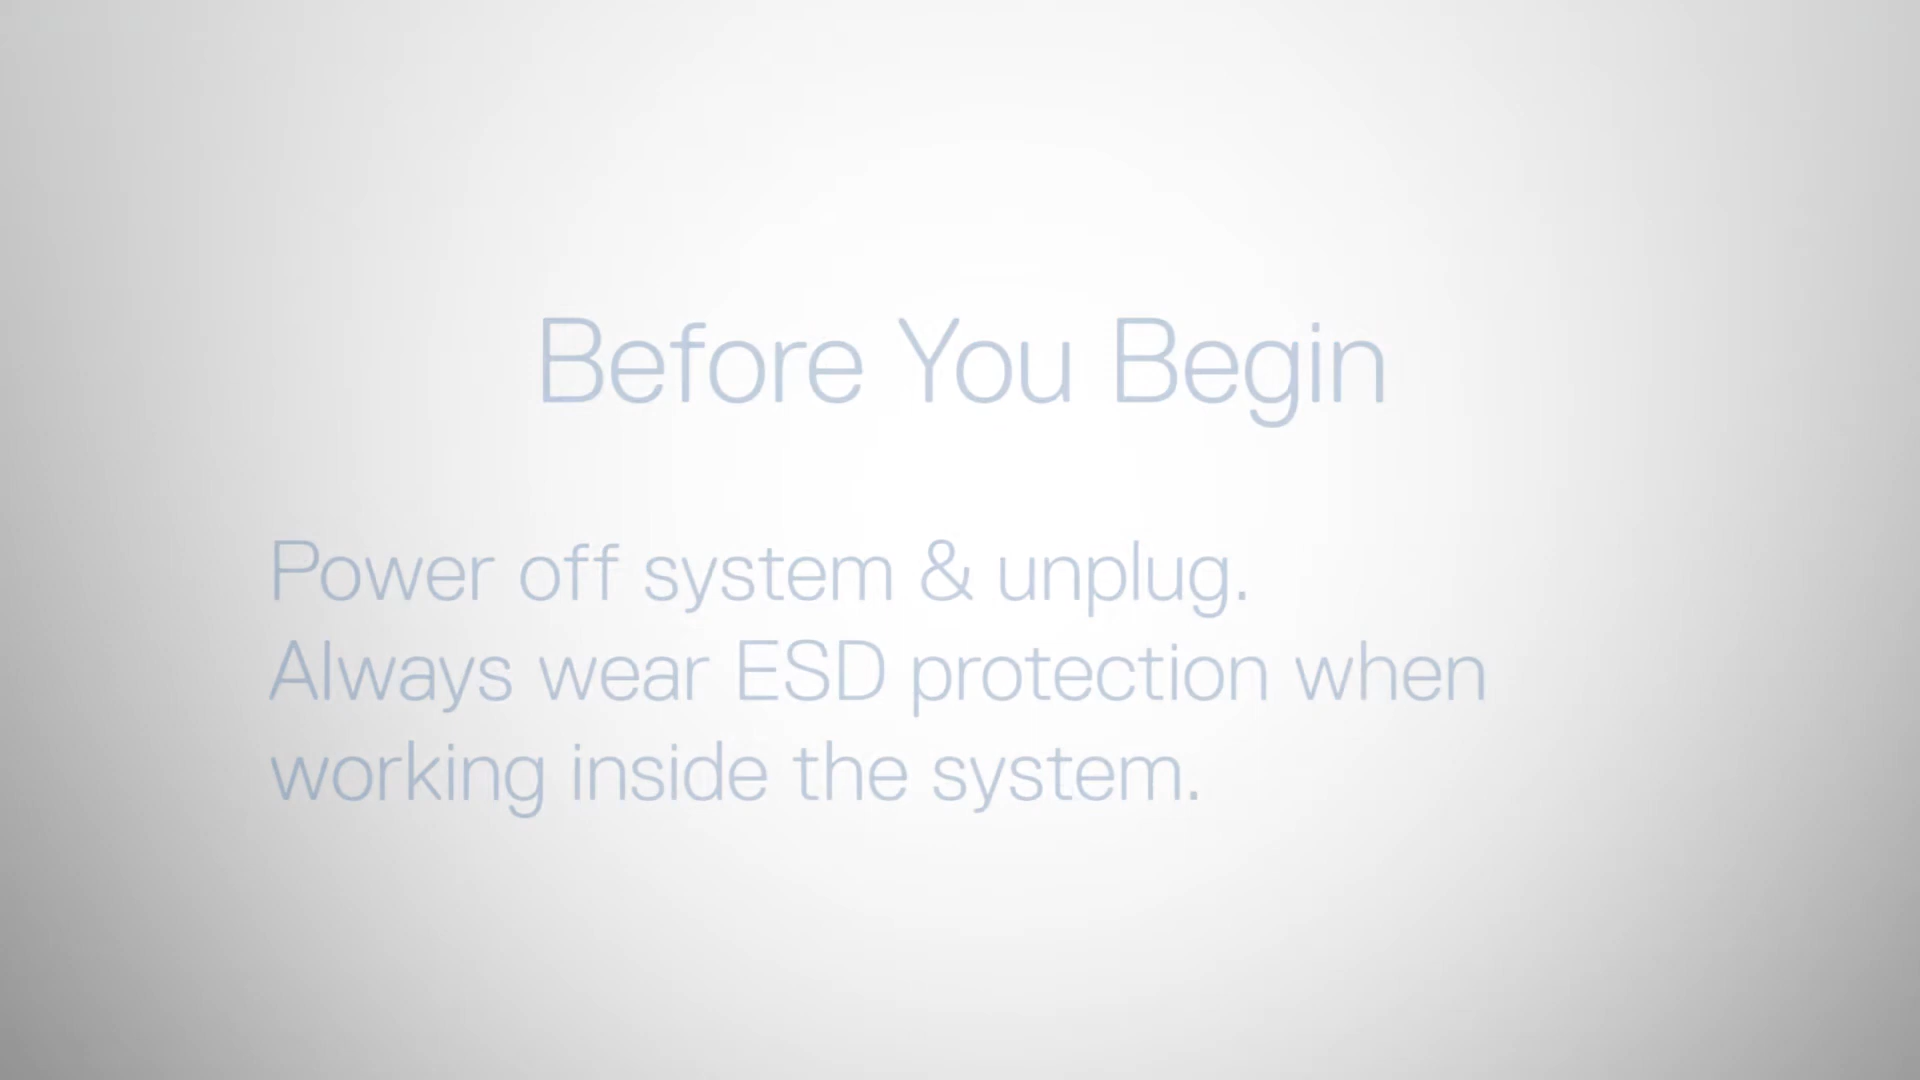 Before You Begin
Power off system & unplug.
Always wear ESD protection when
working inside the system.